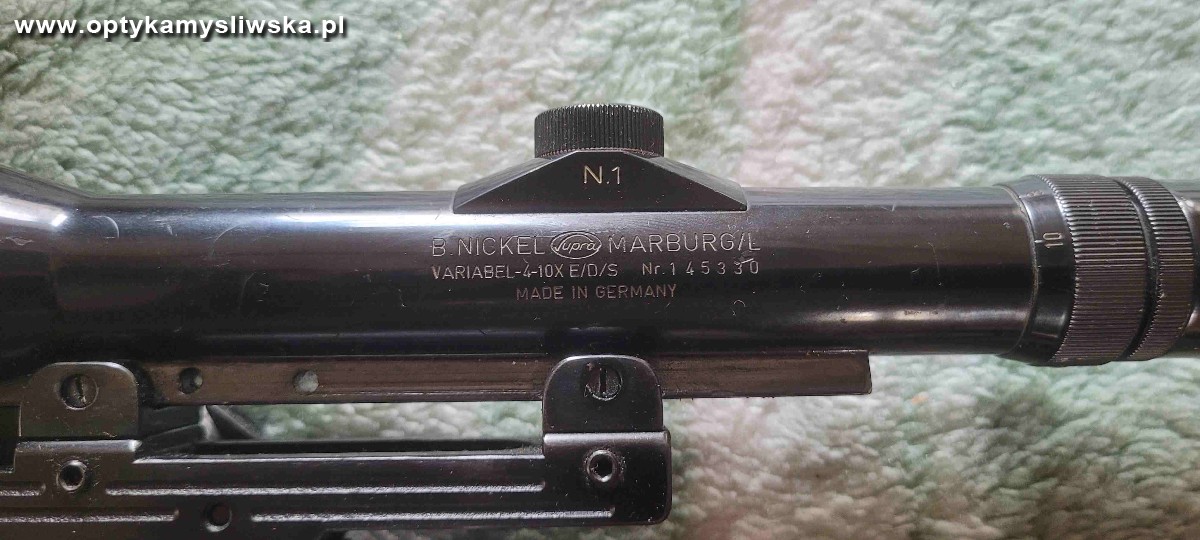 www.optykamysliwska.pl
N.1
B. NICKEL Supra MARBURG/L
VARIABEL-4-10X E/D/S Nr. 145330
MADE IN GERMANY
10